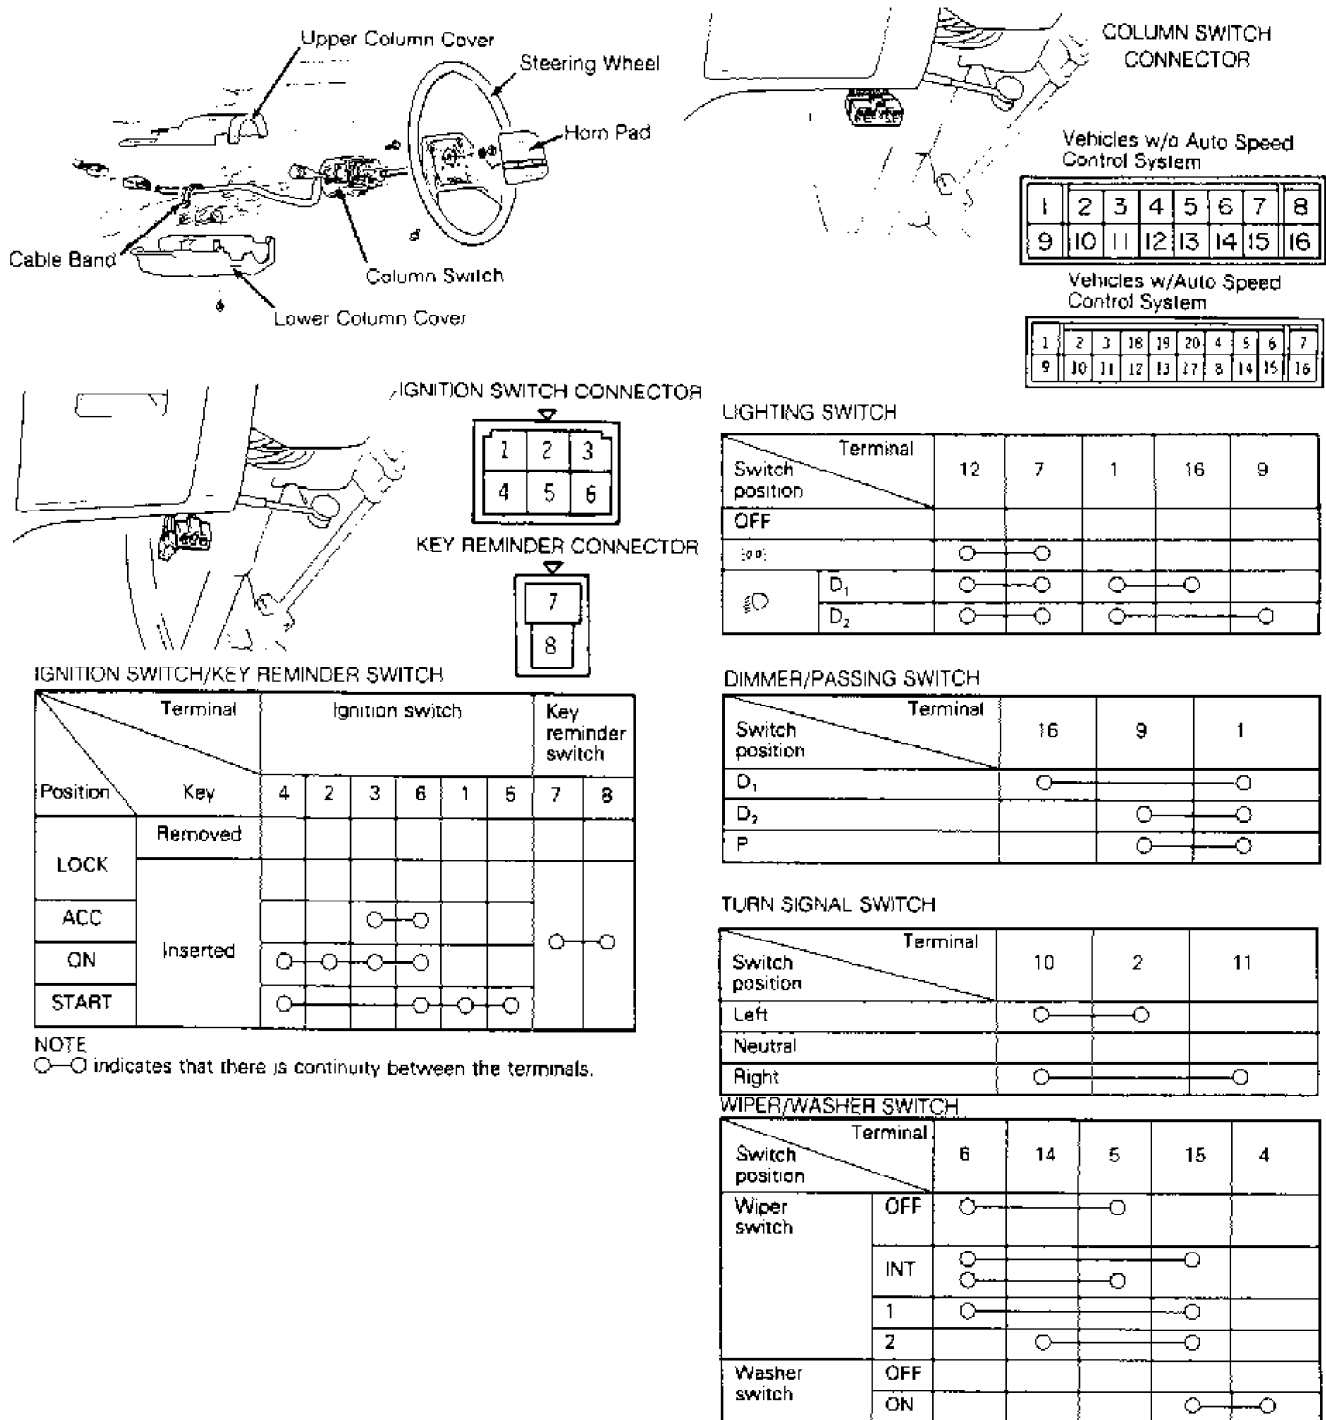 Upper Column Cover
Steering Wheel
Horn Pad
Cable Band
Column Switch
Lower Column Cover
COLUMN SWITCH
CONNECTOR
Vehicles w/o Auto Speed
Control System
1 2 3 4 5 6 7 8
9 10 11 12 13 14 15 16
Vehicles w/Auto Speed
Control System
1 2 3 18 19 20 4 5 6 7
9 10 11 12 13 17 8 14 15 16
IGNITION SWITCH CONNECTOR
1 2 3
4 5 6
KEY REMINDER CONNECTOR
7
8
IGNITION SWITCH/KEY REMINDER SWITCH
Terminal Ignition switch Key
reminder
switch
Position Key 4 2 3 6 1 5 7 8
LOCK Removed
ACC
ON Inserted
START
NOTE
indicates that there is continuity between the terminals.
LIGHTING SWITCH
Terminal
Switch
position 12 7 1 16 9
OFF
D1
D2
DIMMER/PASSING SWITCH
Terminal
Switch
position 16 9 1
D1
D2
P
TURN SIGNAL SWITCH
Terminal
Switch
position 10 2 11
Left
Neutral
Right
WIPER/WASHER SWITCH
Terminal
Switch
position 6 14 5 15 4
Wiper
switch OFF
INT
1
2
Washer
switch OFF
ON